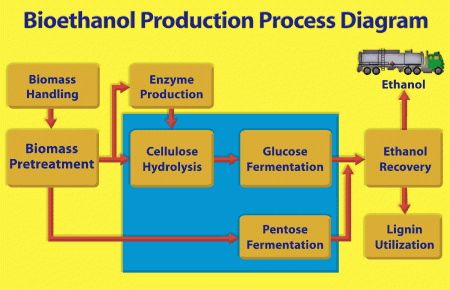 Bioethanol Production Process Diagram
Biomass
Handling
Enzyme
Production
Ethanol
Biomass
Pretreatment
Cellulose
Hydrolysis
Glucose
Fermentation
Ethanol
Recovery
Pentose
Fermentation
Lignin
Utilization